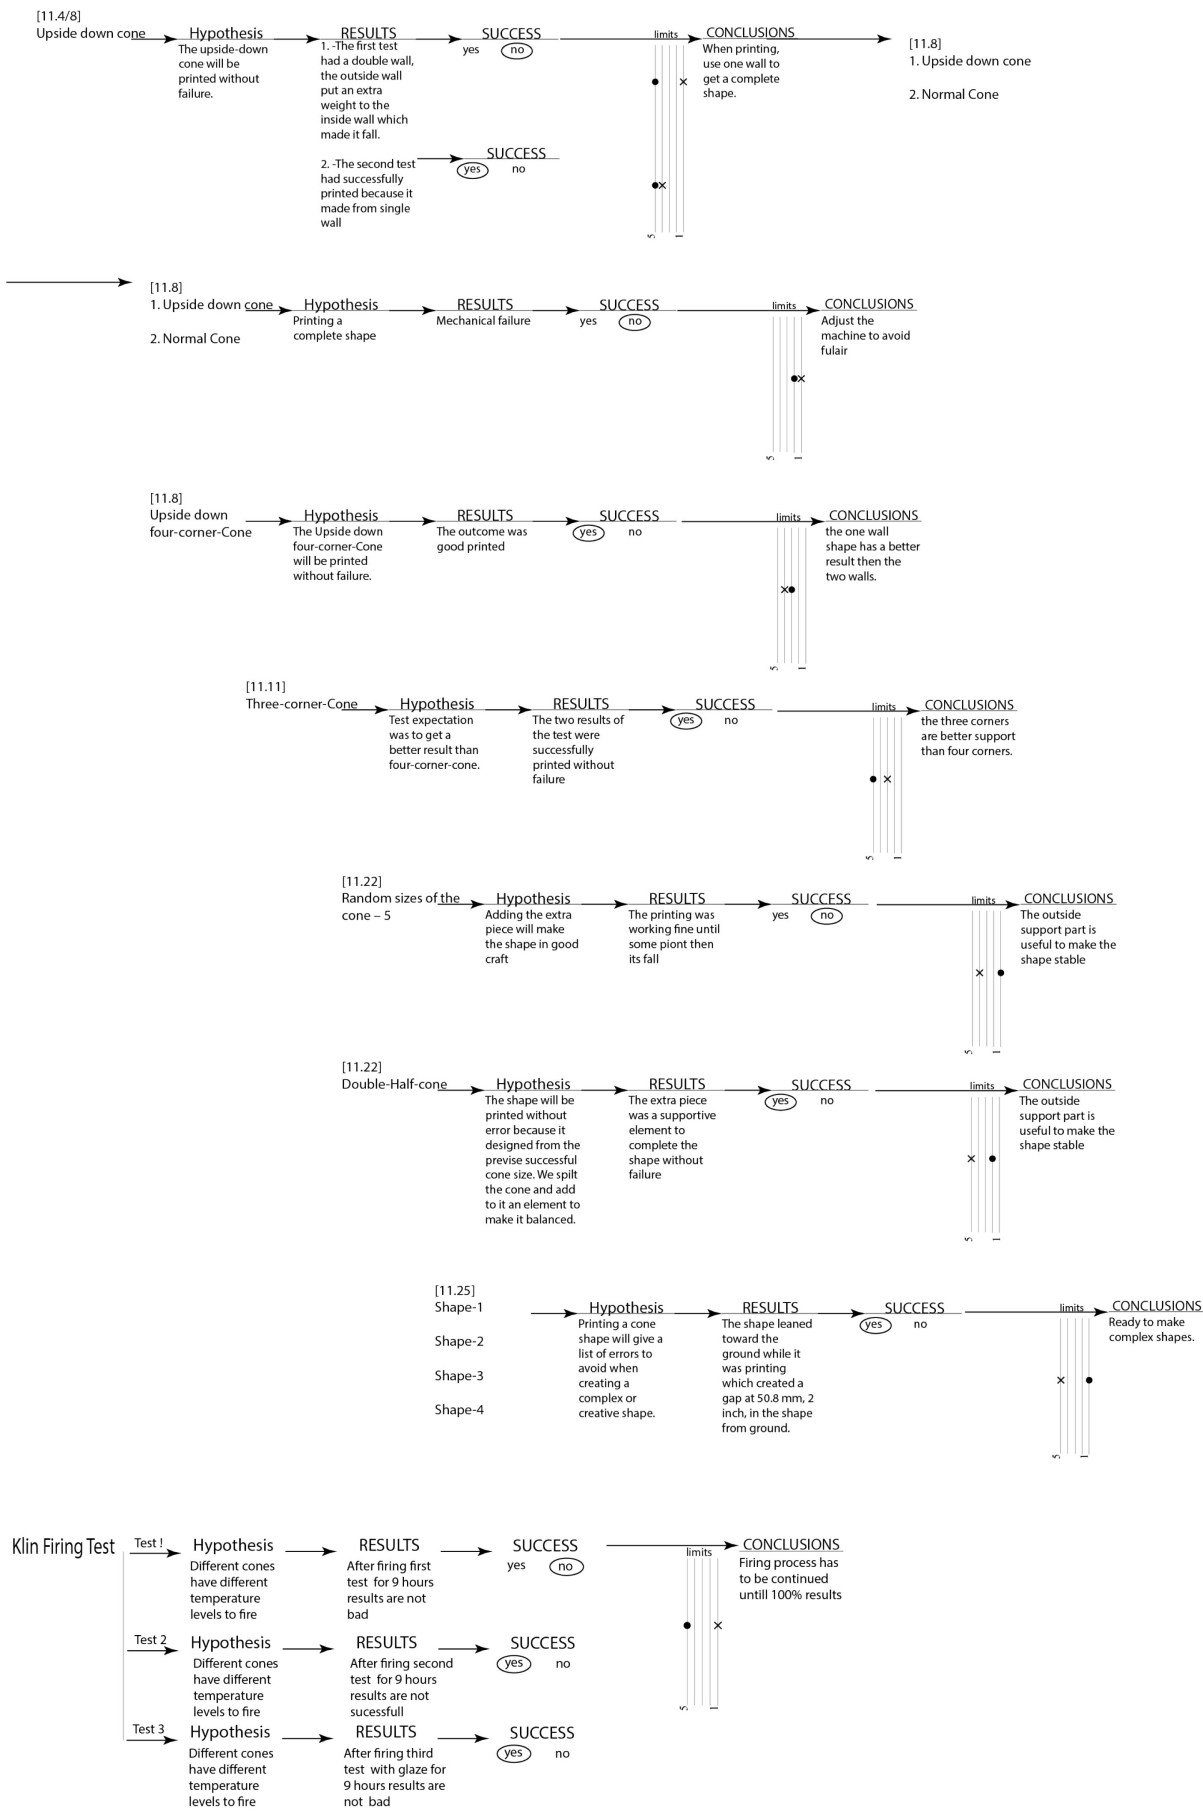 [11.4/8]
Upside down cone
Hypothesis
The upside-down
cone will be
printed without
failure.
RESULTS
1. -The first test
had a double wall,
the outside wall
put an extra
weight to the
inside wall which
made it fall.
2. -The second test
had successfully
printed because it
made from single
wall
SUCCESS
yes no
SUCCESS
yes no
limits
5 1
CONCLUSIONS
When printing,
use one wall to
get a complete
shape.
[11.8]
1. Upside down cone
2. Normal Cone
[11.8]
1. Upside down cone
2. Normal Cone
Hypothesis
Printing a
complete shape
RESULTS
Mechanical failure
SUCCESS
yes no
limits
5 1
CONCLUSIONS
Adjust the
machine to avoid
fulair
[11.8]
Upside down
four-corner-Cone
Hypothesis
The Upside down
four-corner-Cone
will be printed
without failure.
RESULTS
The outcome was
good printed
SUCCESS
yes no
limits
5 1
CONCLUSIONS
the one wall
shape has a better
result then the
two walls.
[11.11]
Three-corner-Cone
Hypothesis
Test expectation
was to get a
better result than
four-corner-cone.
RESULTS
The two results of
the test were
successfully
printed without
failure
SUCCESS
yes no
limits
5 1
CONCLUSIONS
the three corners
are better support
than four corners.
[11.22]
Random sizes of the
cone – 5
Hypothesis
Adding the extra
piece will make
the shape in good
craft
RESULTS
The printing was
working fine until
some piont then
its fall
SUCCESS
yes no
limits
5 1
CONCLUSIONS
The outside
support part is
useful to make the
shape stable
[11.22]
Double-Half-cone
Hypothesis
The shape will be
printed without
error because it
designed from the
previse successful
cone size. We spilt
the cone and add
to it an element to
make it balanced.
RESULTS
The extra piece
was a supportive
element to
complete the
shape without
failure
SUCCESS
yes no
limits
5 1
CONCLUSIONS
The outside
support part is
useful to make the
shape stable
[11.25]
Shape-1
Shape-2
Shape-3
Shape-4
Hypothesis
Printing a cone
shape will give a
list of errors to
avoid when
creating a
complex or
creative shape.
RESULTS
The shape leaned
toward the
ground while it
was printing
which created a
gap at 50.8 mm, 2
inch, in the shape
from ground.
SUCCESS
yes no
limits
5 1
CONCLUSIONS
Ready to make
complex shapes.
Klin Firing Test
Test !
Hypothesis
Different cones
have different
temperature
levels to fire
RESULTS
After firing first
test for 9 hours
results are not
bad
SUCCESS
yes no
limits
5 1
CONCLUSIONS
Firing process has
to be continued
untill 100% results
Test 2
Hypothesis
Different cones
have different
temperature
levels to fire
RESULTS
After firing second
test for 9 hours
results are not
sucessfull
SUCCESS
yes no
Test 3
Hypothesis
Different cones
have different
temperature
levels to fire
RESULTS
After firing third
test with glaze for
9 hours results are
not bad
SUCCESS
yes no